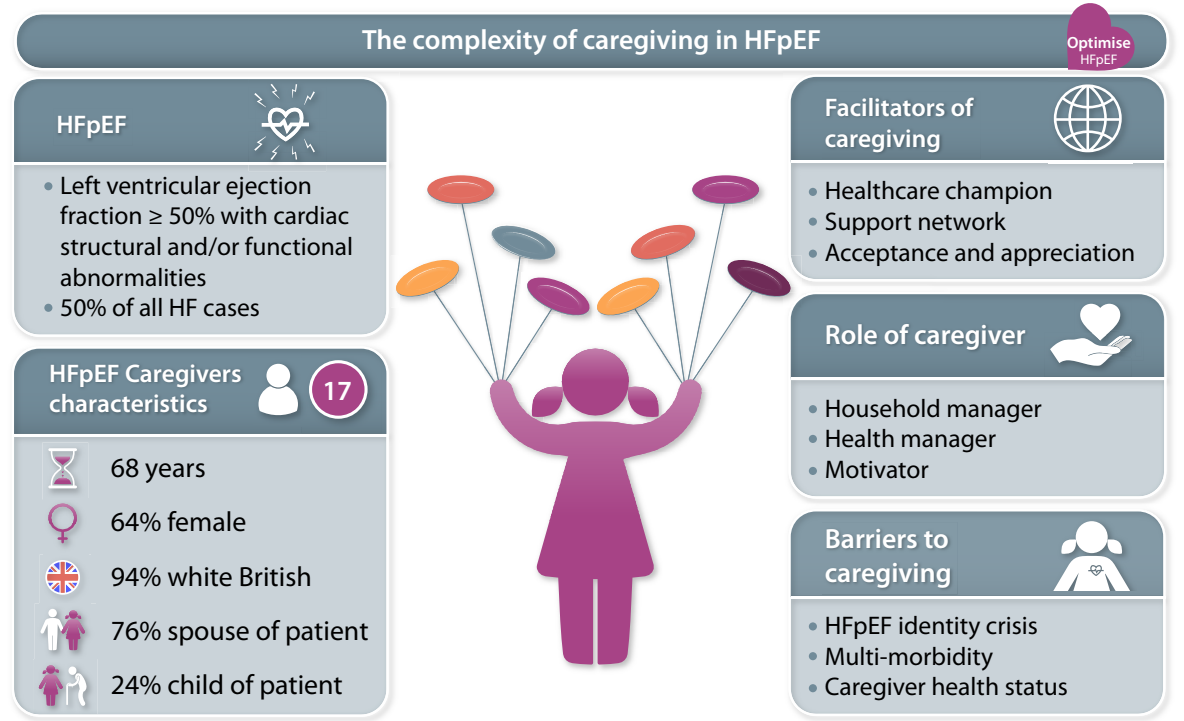 The complexity of caregiving in HFpEF
Optimise
HFpEF
HFpEF
• Left ventricular ejection
fraction ≥ 50% with cardiac
structural and/or functional
abnormalities
• 50% of all HF cases
HFpEF Caregivers
characteristics
17
68 years
64% female
94% white British
76% spouse of patient
24% child of patient
Facilitators of
caregiving
• Healthcare champion
• Support network
• Acceptance and appreciation
Role of caregiver
• Household manager
• Health manager
• Motivator
Barriers to
caregiving
• HFpEF identity crisis
• Multi-morbidity
• Caregiver health status